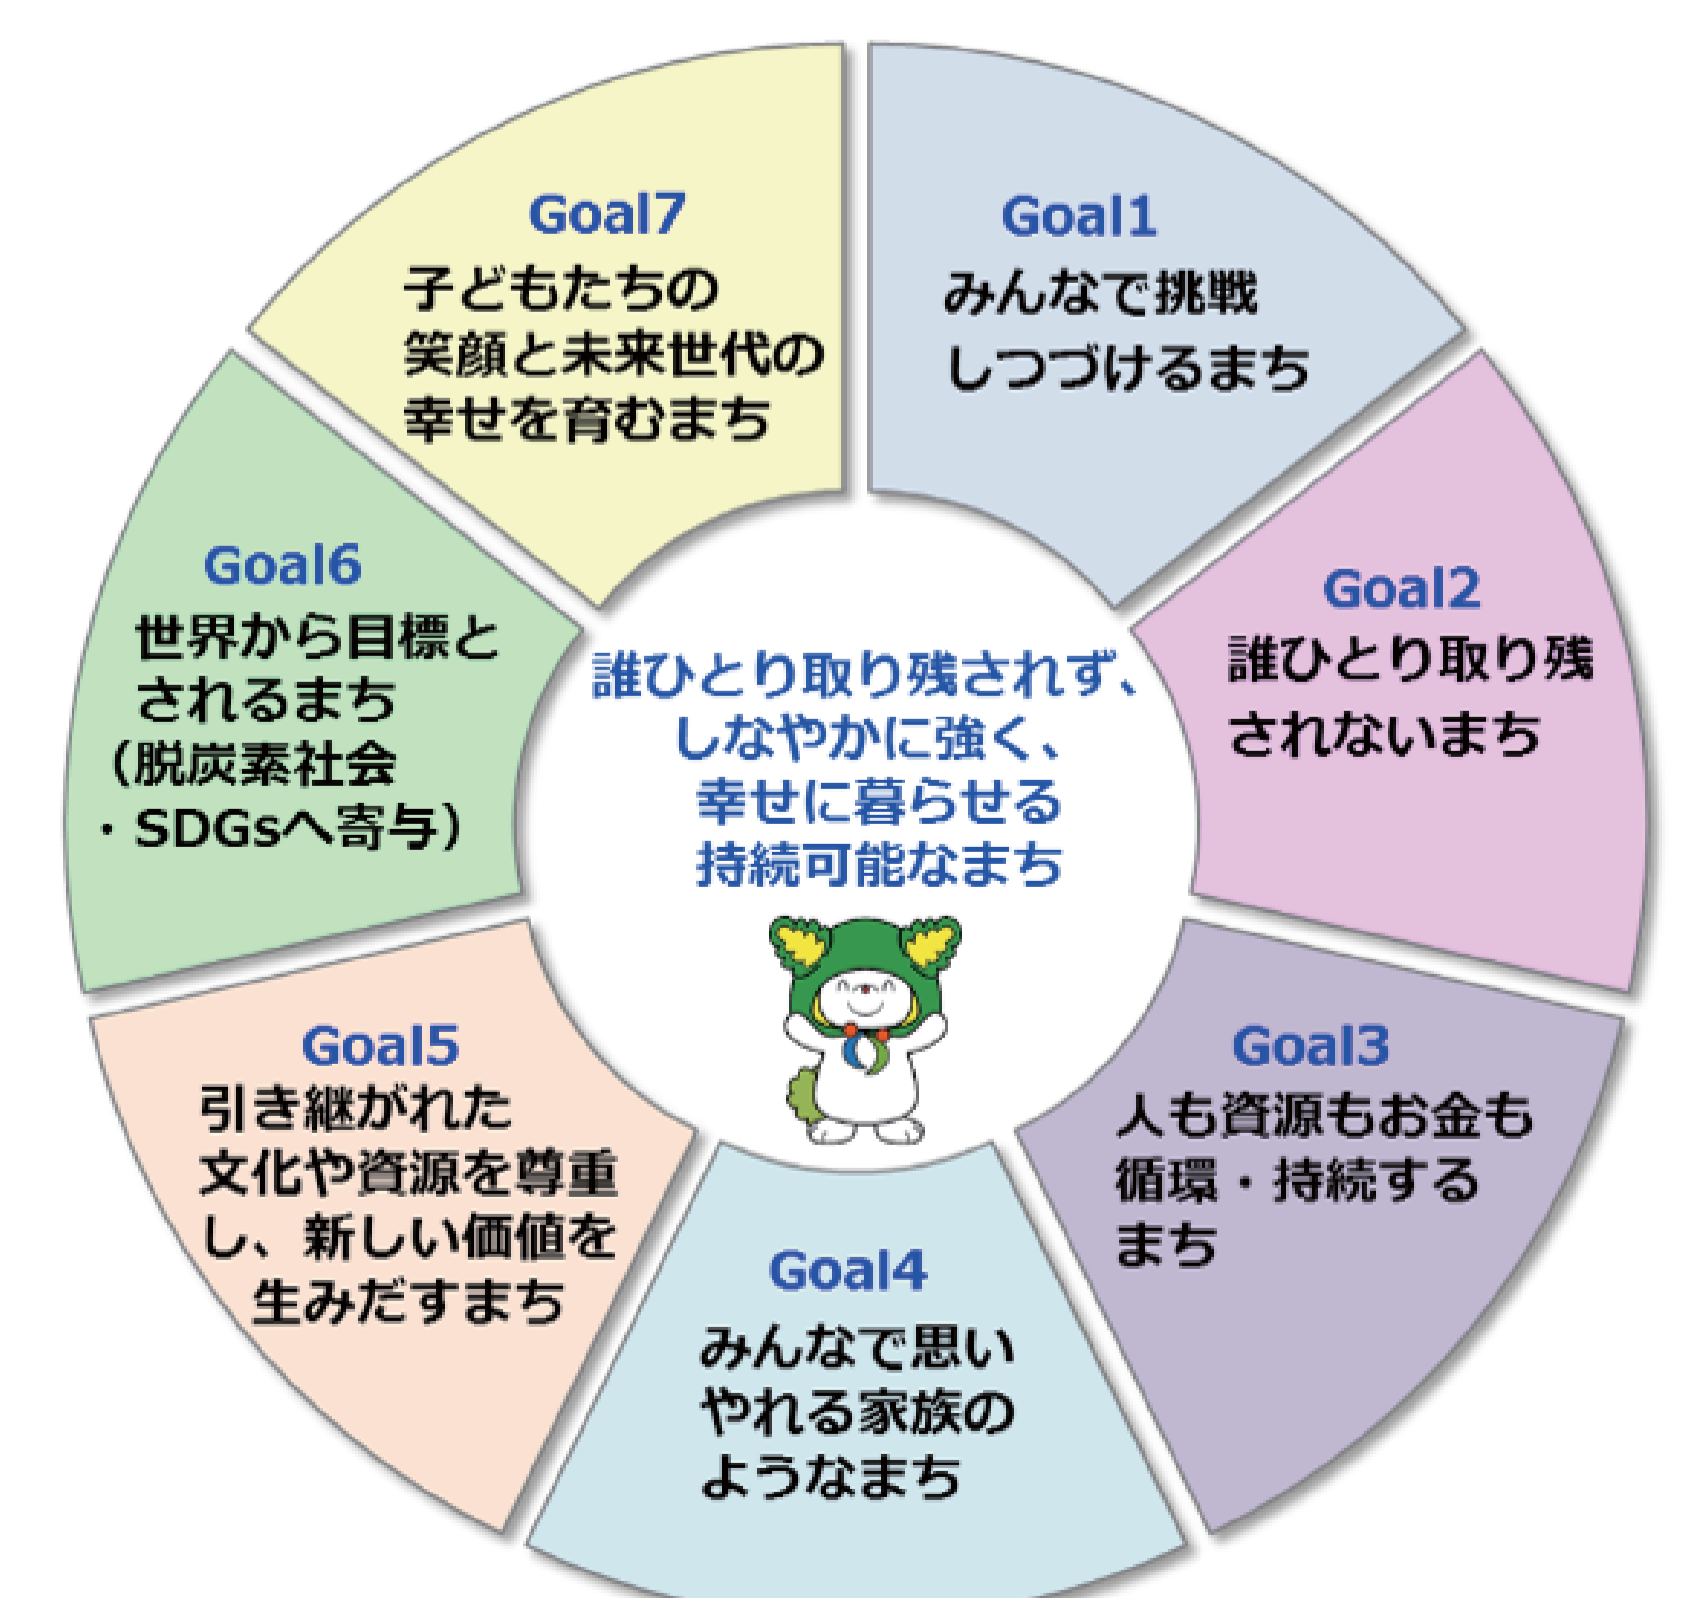 Goal1
みんなで挑戦
しつづけるまち
Goal2
誰ひとり取り残
されないまち
Goal3
人も資源もお金も
循環・持続する
まち
Goal4
みんなで思い
やれる家族の
ようなまち
Goal5
引き継がれた
文化や資源を尊重
し、新しい価値を
生みだすまち
Goal6
世界から目標と
されるまち
（脱炭素社会
・SDGsへ寄与）
Goal7
子どもたちの
笑顔と未来世代の
幸せを育むまち
誰ひとり取り残されず、
しなやかに強く、
幸せに暮らせる
持続可能なまち